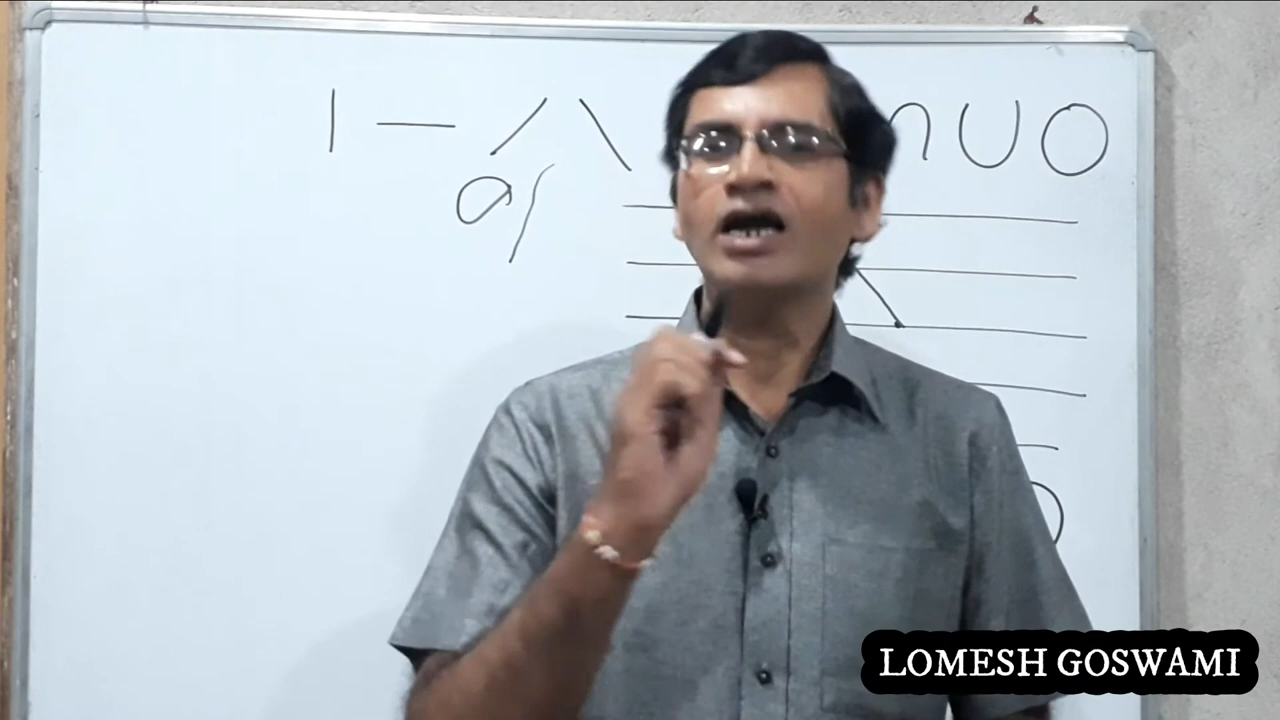 | — / \ ∩ U O
a/
LOMESH GOSWAMI